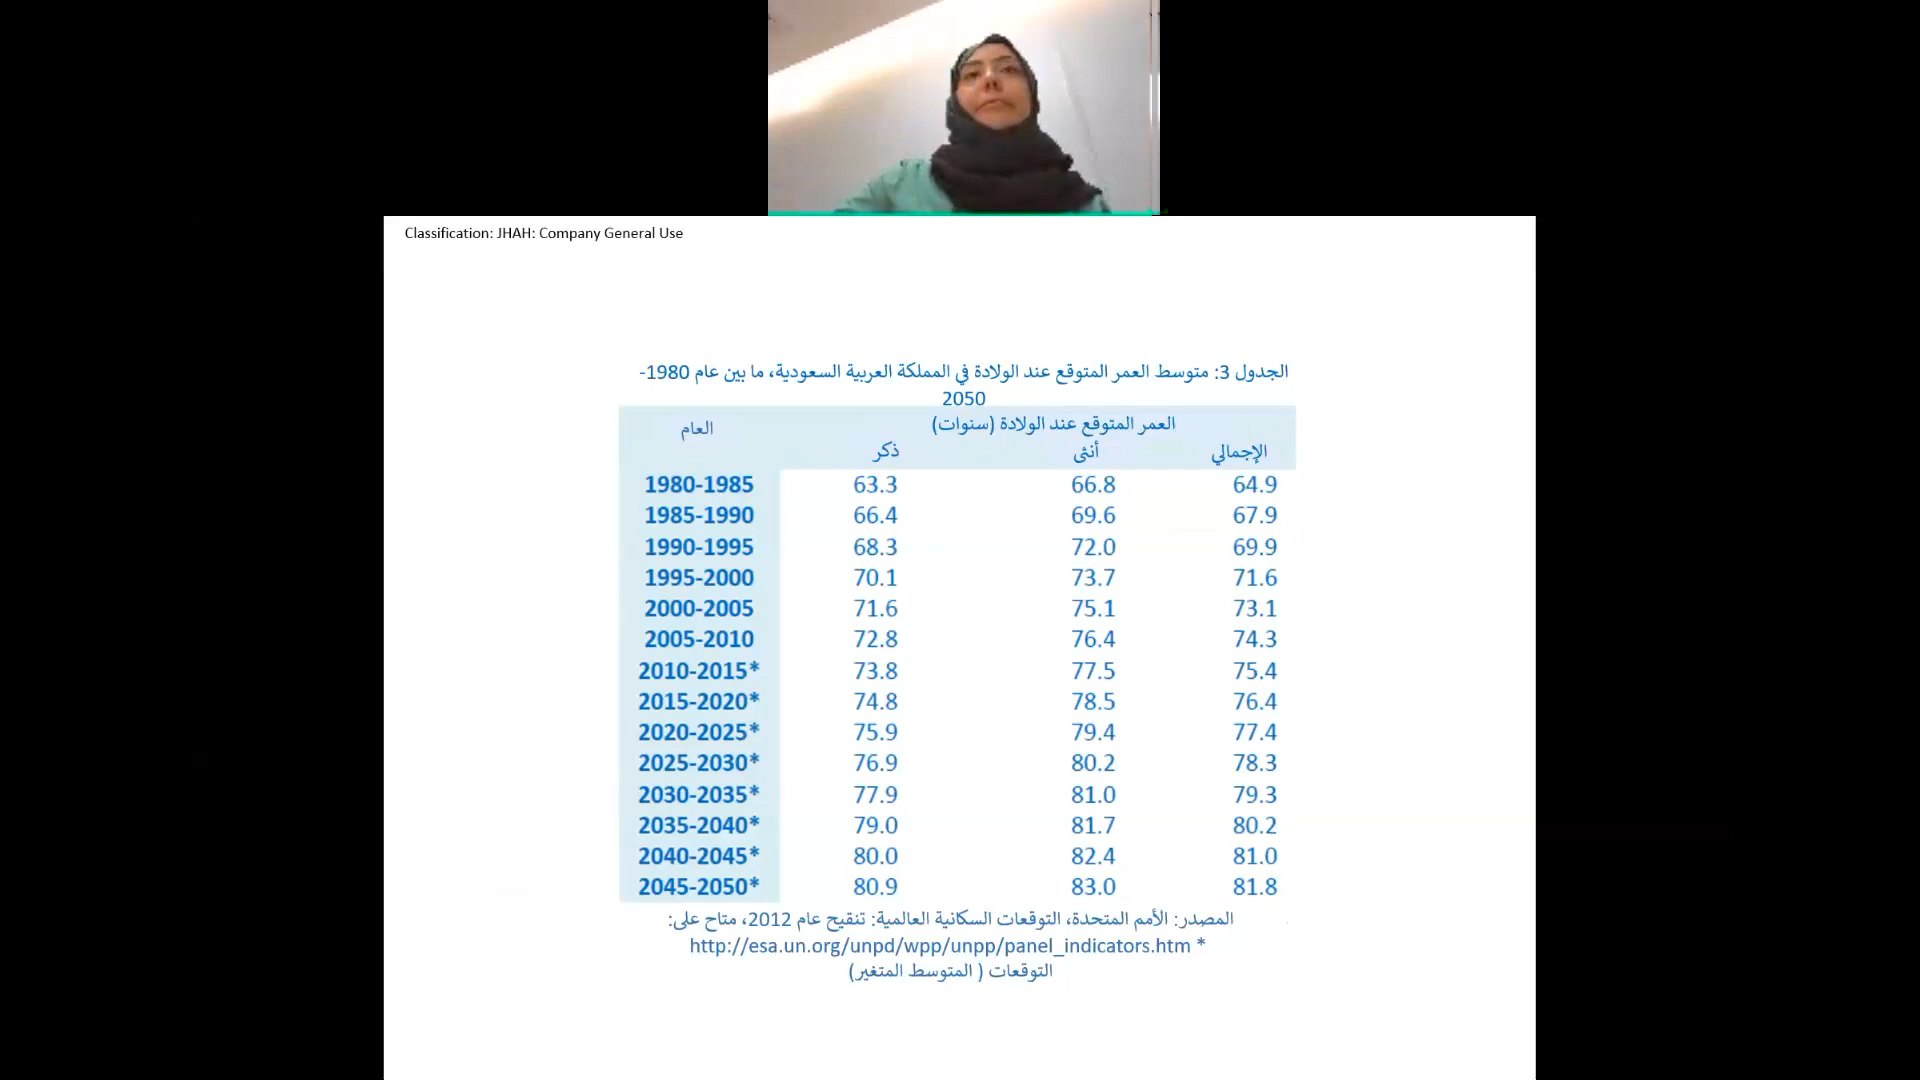 Classification: JHAH: Company General Use
الجدول 3: متوسط العمر المتوقع عند الولادة في المملكة العربية السعودية، ما بين عام 1980-
2050
العام العمر المتوقع عند الولادة (سنوات)
ذكر أنثى الإجمالي
1980-1985 63.3 66.8 64.9
1985-1990 66.4 69.6 67.9
1990-1995 68.3 72.0 69.9
1995-2000 70.1 73.7 71.6
2000-2005 71.6 75.1 73.1
2005-2010 72.8 76.4 74.3
2010-2015* 73.8 77.5 75.4
2015-2020* 74.8 78.5 76.4
2020-2025* 75.9 79.4 77.4
2025-2030* 76.9 80.2 78.3
2030-2035* 77.9 81.0 79.3
2035-2040* 79.0 81.7 80.2
2040-2045* 80.0 82.4 81.0
2045-2050* 80.9 83.0 81.8
المصدر: الأمم المتحدة، التوقعات السكانية العالمية: تنقيح عام 2012، متاح على:
http://esa.un.org/unpd/wpp/unpp/panel_indicators.htm *
التوقعات ( المتوسط المتغير)